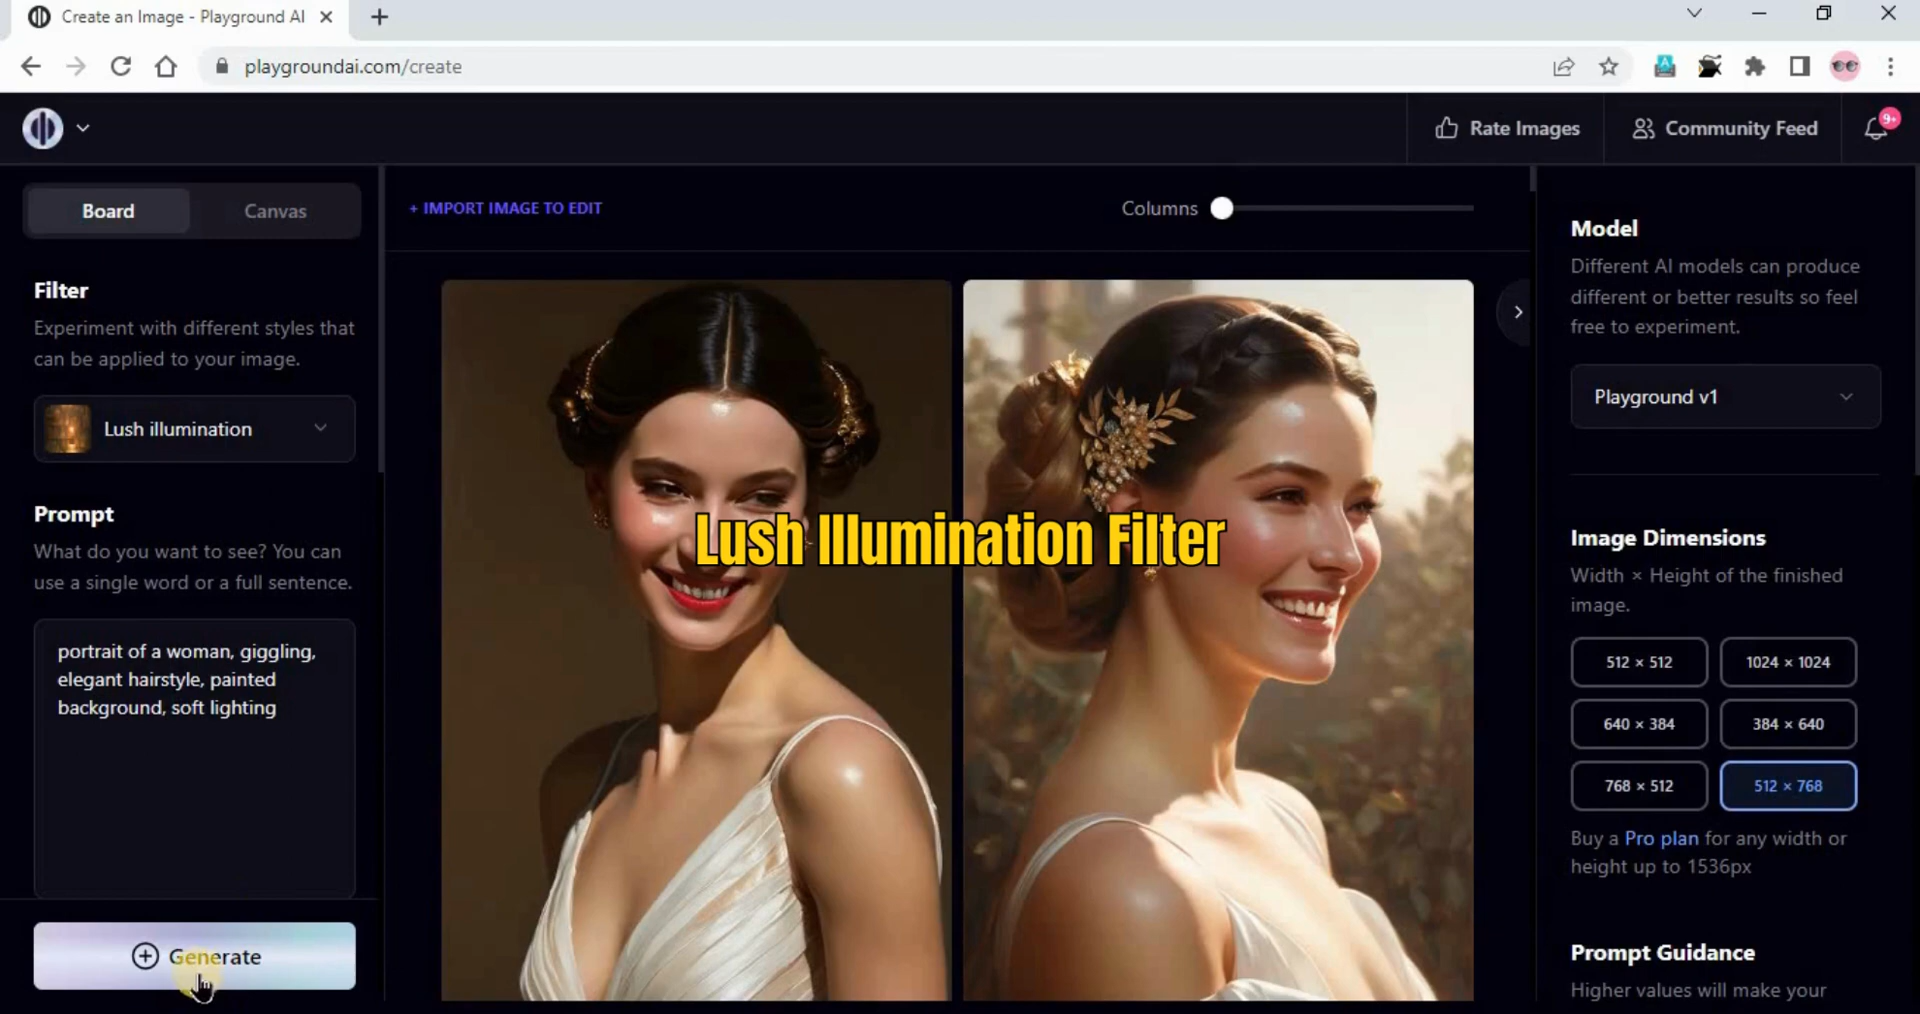 Create an Image - Playground AI
playgroundai.com/create
Rate Images
Community Feed
9+
Board
Canvas
+ IMPORT IMAGE TO EDIT
Columns
Filter
Experiment with different styles that
can be applied to your image.
Lush illumination
Prompt
What do you want to see? You can
use a single word or a full sentence.
portrait of a woman, giggling,
elegant hairstyle, painted
background, soft lighting
Generate
Lush Illumination Filter
Model
Different AI models can produce
different or better results so feel
free to experiment.
Playground v1
Image Dimensions
Width × Height of the finished
image.
512 × 512
1024 × 1024
640 × 384
384 × 640
768 × 512
512 × 768
Buy a Pro plan for any width or
height up to 1536px
Prompt Guidance
Higher values will make your